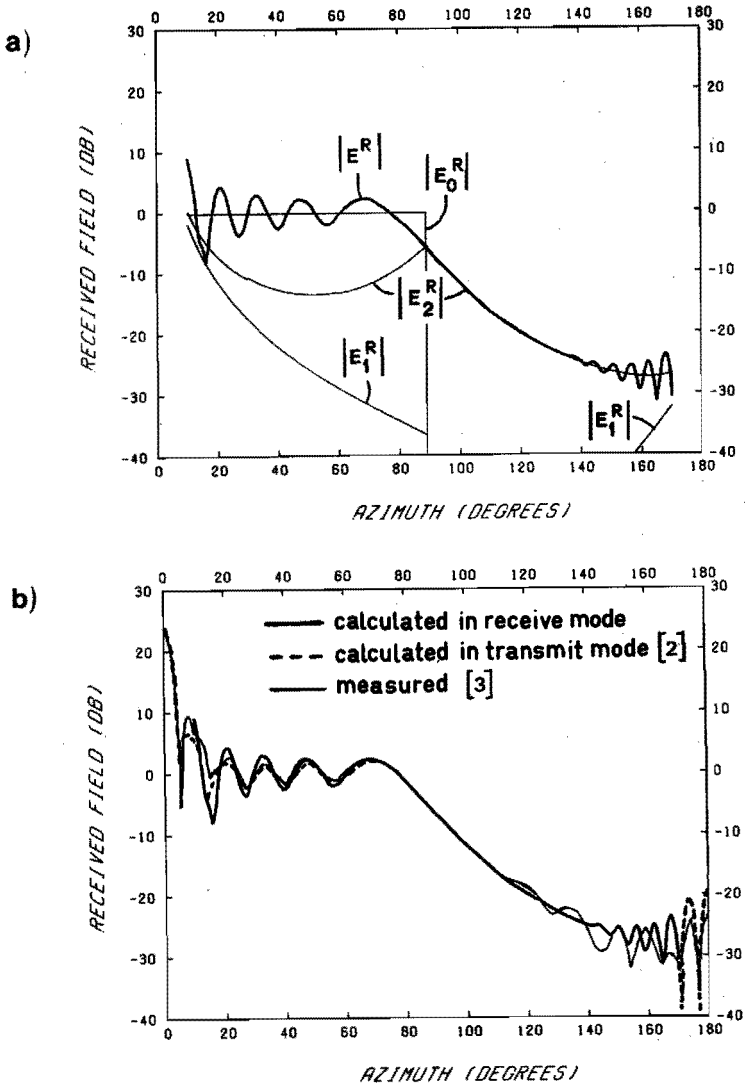 a)
0 20 40 60 80 100 120 140 160 180
30 30
20 20
10 10
0 0
-10 -10
-20 -20
-30 -30
-40 -40
0 20 40 60 80 100 120 140 160 180
RECEIVED FIELD (DB)
|E^R|
|E_0^R|
|E_2^R|
|E_1^R|
|E_1^R|
AZIMUTH (DEGREES)
b)
0 20 40 60 80 100 120 140 160 180
30 30
20 20
10 10
0 0
-10 -10
-20 -20
-30 -30
-40 -40
0 20 40 60 80 100 120 140 160 180
RECEIVED FIELD (DB)
calculated in receive mode
calculated in transmit mode [2]
measured [3]
AZIMUTH (DEGREES)